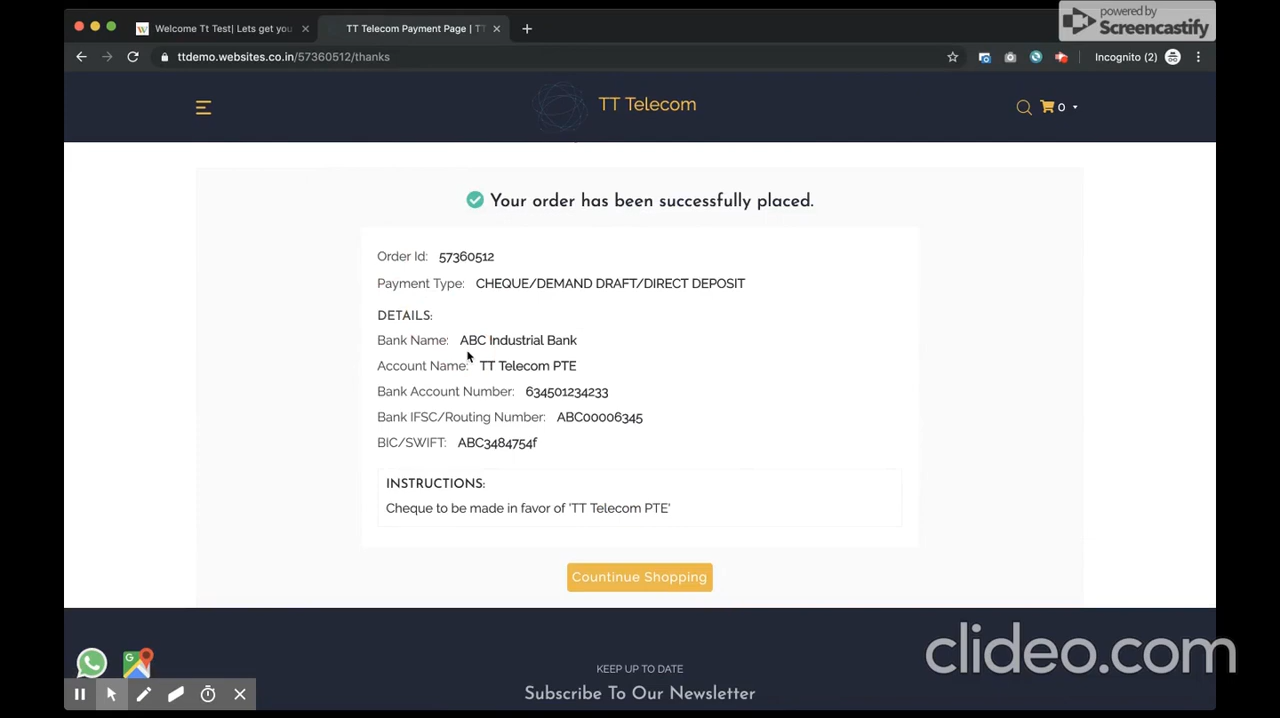 powered by
Screencastify
Welcome Tt Test| Lets get you
TT Telecom Payment Page | TT
ttdemo.websites.co.in/57360512/thanks
Incognito (2)
TT Telecom
0
Your order has been successfully placed.
Order Id: 57360512
Payment Type: CHEQUE/DEMAND DRAFT/DIRECT DEPOSIT
DETAILS:
Bank Name: ABC Industrial Bank
Account Name: TT Telecom PTE
Bank Account Number: 634501234233
Bank IFSC/Routing Number: ABC00006345
BIC/SWIFT: ABC3484754f
INSTRUCTIONS:
Cheque to be made in favor of 'TT Telecom PTE'
Countinue Shopping
clideo.com
KEEP UP TO DATE
Subscribe To Our Newsletter